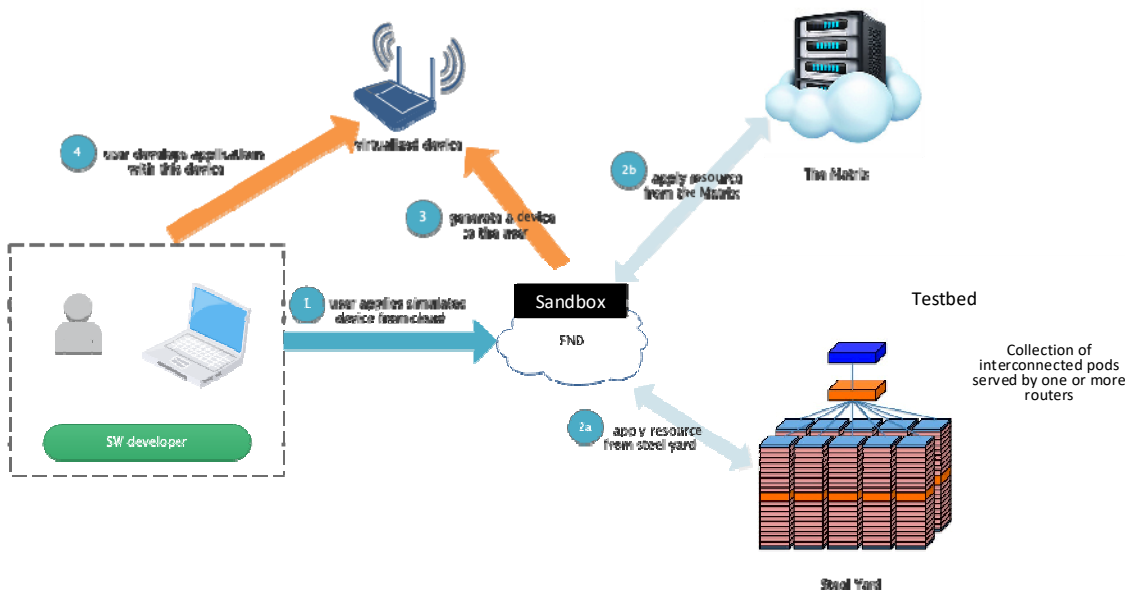 4
user develops applications
with this device
virtualized device
The Matrix
2b
apply resource
from the Matrix
3
generate a device
to the user
1
user applies simulates
device from cloud
Sandbox
FND
Testbed
Collection of
interconnected pods
served by one or more
routers
SW developer
2a
apply resource
from steel yard
Steel Yard